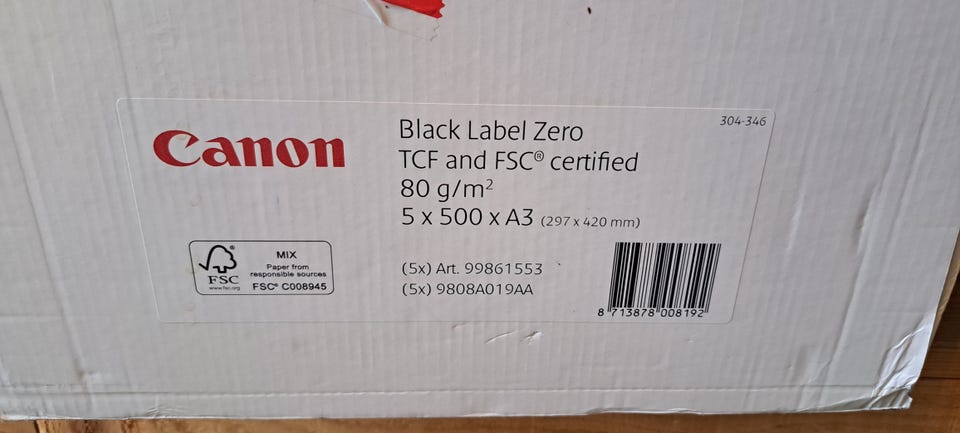 304-346
Canon
Black Label Zero
TCF and FSC® certified
80 g/m²
5 x 500 x A3 (297 x 420 mm)
FSC
www.fsc.org
MIX
Paper from
responsible sources
FSC® C008945
(5x) Art. 99861553
(5x) 9808A019AA
8 713878 008192